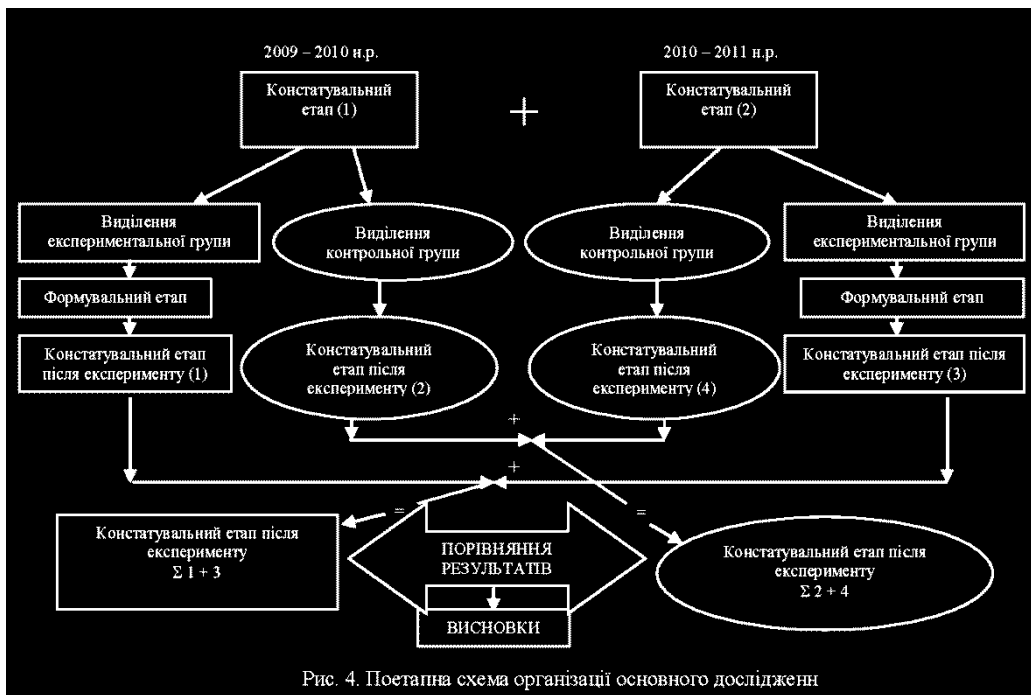 2009 – 2010 н.р.
2010 – 2011 н.р.
Констатувальний
етап (1)
+
Констатувальний
етап (2)
Виділення
експериментальної групи
Виділення
контрольної групи
Виділення
контрольної групи
Виділення
експериментальної групи
Формувальний етап
Формувальний етап
Констатувальний етап
після експерименту (1)
Констатувальний
етап після
експерименту (2)
Констатувальний
етап після
експерименту (4)
Констатувальний етап після
експерименту (3)
+
+
=
=
Констатувальний етап після
експерименту
Σ 1 + 3
ПОРІВНЯННЯ
РЕЗУЛЬТАТІВ
ВИСНОВКИ
Констатувальний етап після
експерименту
Σ 2 + 4
Рис. 4. Поетапна схема організації основного дослідженн